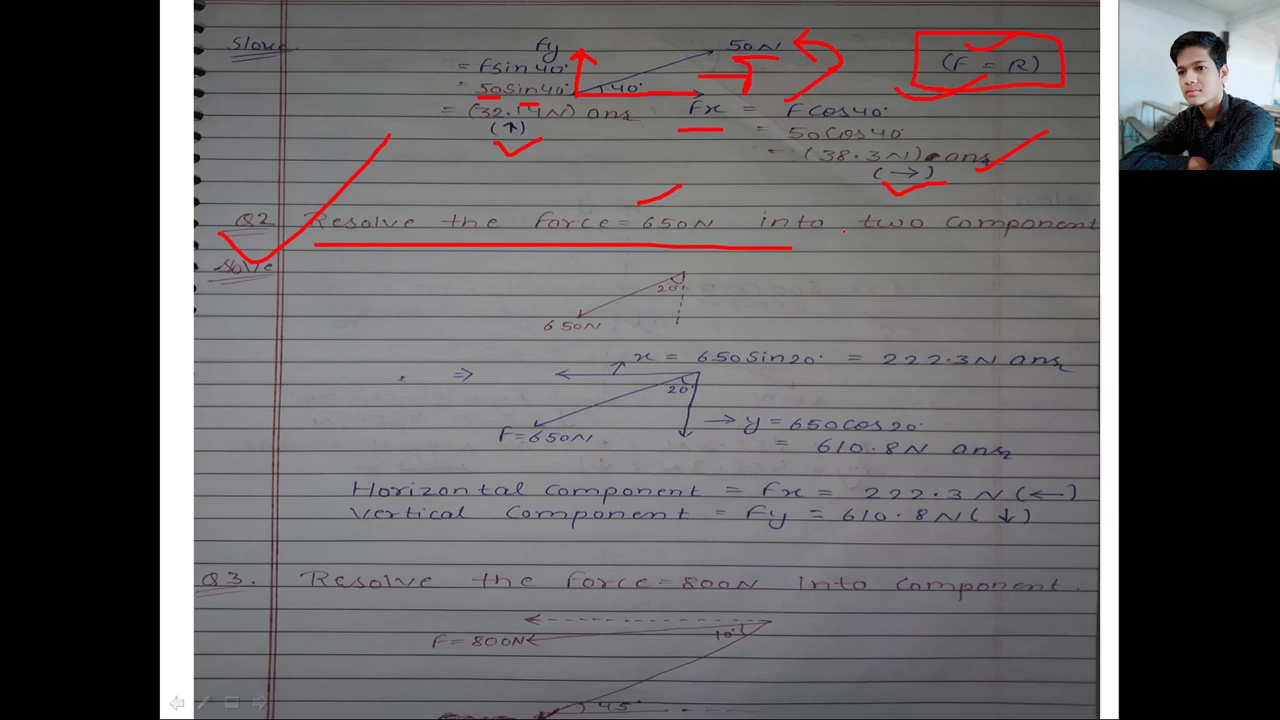 Slove
Fy
50N
(F = R)
= Fsin40°
= 50sin40°
40°
= (32.14N) ans
(↑)
Fx = Fcos40°
= 50cos40°
= (38.3N) ans
(→)
Q2 Resolve the force = 650N into two component
Solve
20°
650N
x = 650sin20° = 222.3N ans
⇒
20°
F=650N
→ y = 650cos20°
= 610.8N ans
Horizontal component = Fx = 222.3N (←)
Vertical component = Fy = 610.8N (↓)
Q3. Resolve the force = 800N into component.
F = 800N
10°
45°